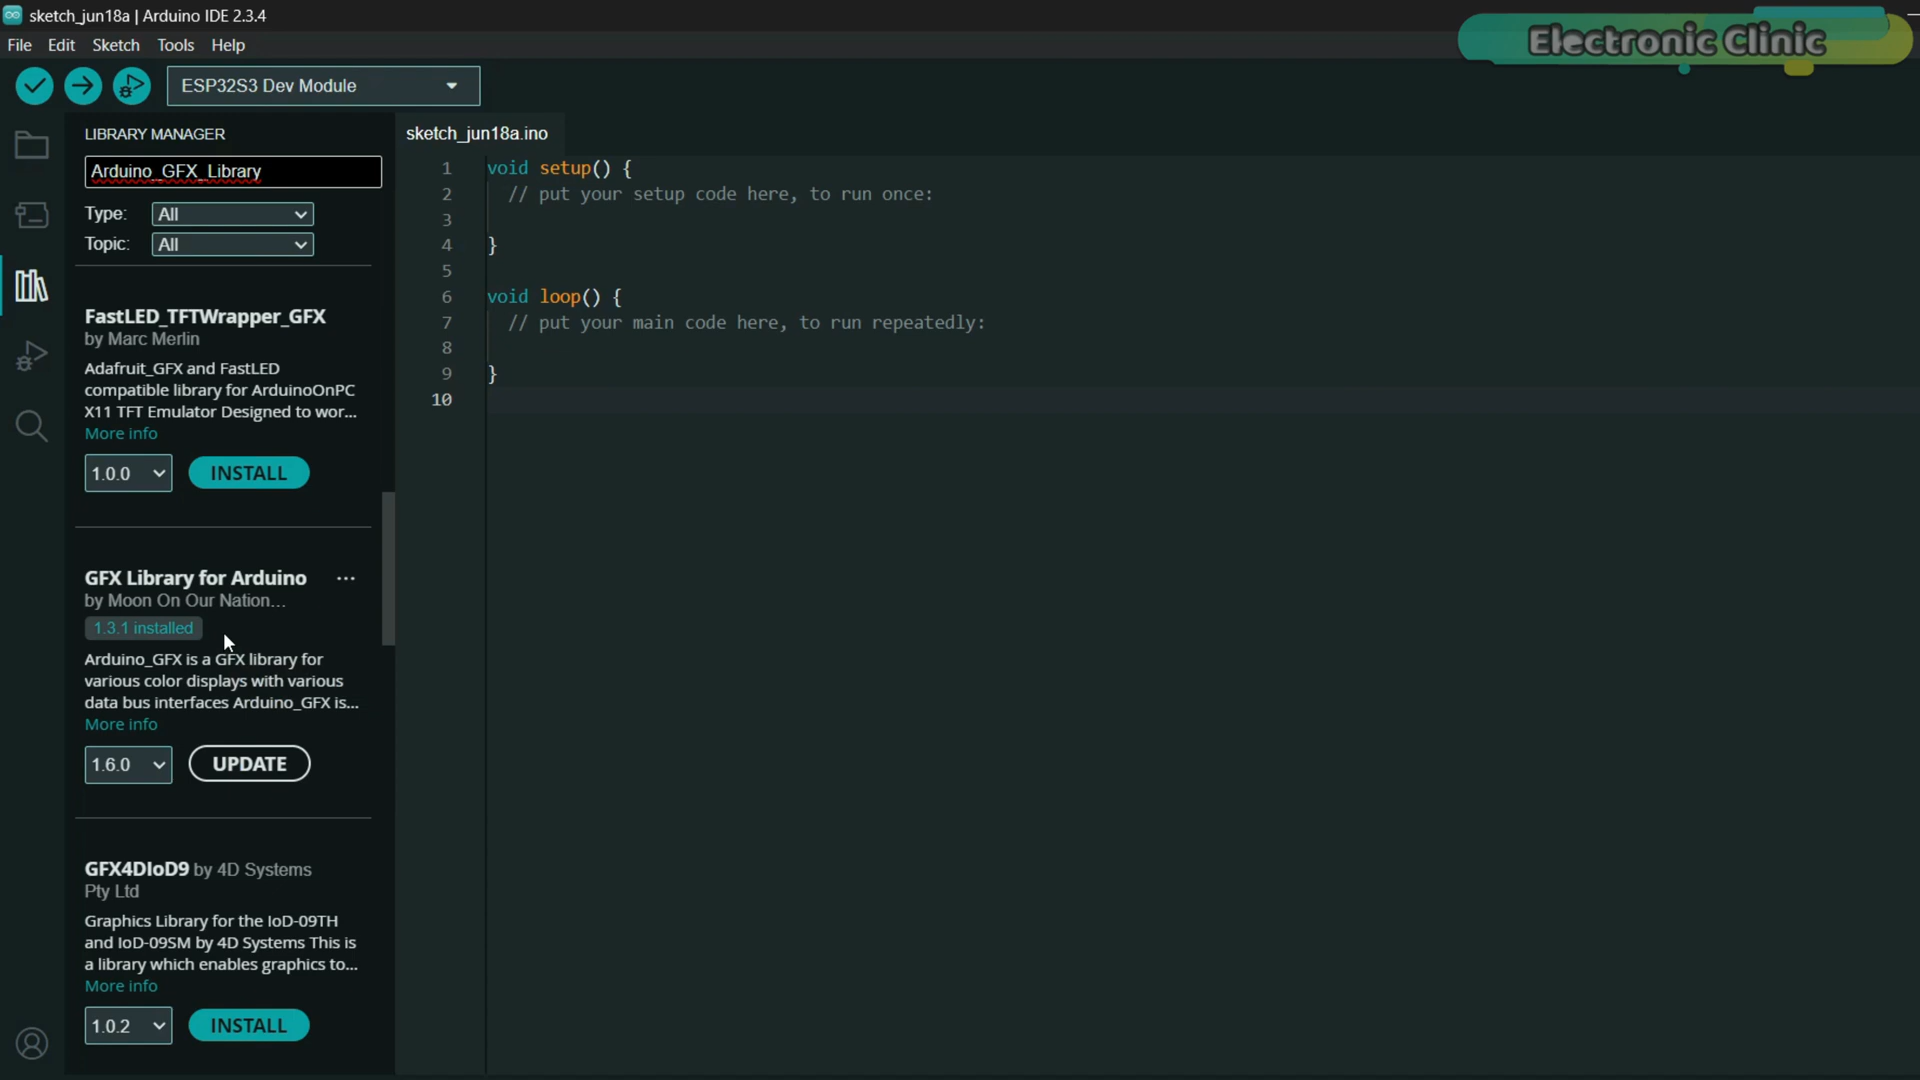 sketch_jun18a | Arduino IDE 2.3.4
File Edit Sketch Tools Help
Electronic Clinic
ESP32S3 Dev Module
LIBRARY MANAGER
Arduino_GFX_Library
Type: All
Topic: All
FastLED_TFTWrapper_GFX
by Marc Merlin
Adafruit_GFX and FastLED
compatible library for ArduinoOnPC
X11 TFT Emulator Designed to wor...
More info
1.0.0 INSTALL
GFX Library for Arduino ...
by Moon On Our Nation...
1.3.1 installed
Arduino_GFX is a GFX library for
various color displays with various
data bus interfaces Arduino_GFX is...
More info
1.6.0 UPDATE
GFX4DIoD9 by 4D Systems
Pty Ltd
Graphics Library for the IoD-09TH
and IoD-09SM by 4D Systems This is
a library which enables graphics to...
More info
1.0.2 INSTALL
sketch_jun18a.ino
1 void setup() {
2 // put your setup code here, to run once:
3
4 }
5
6 void loop() {
7 // put your main code here, to run repeatedly:
8
9 }
10